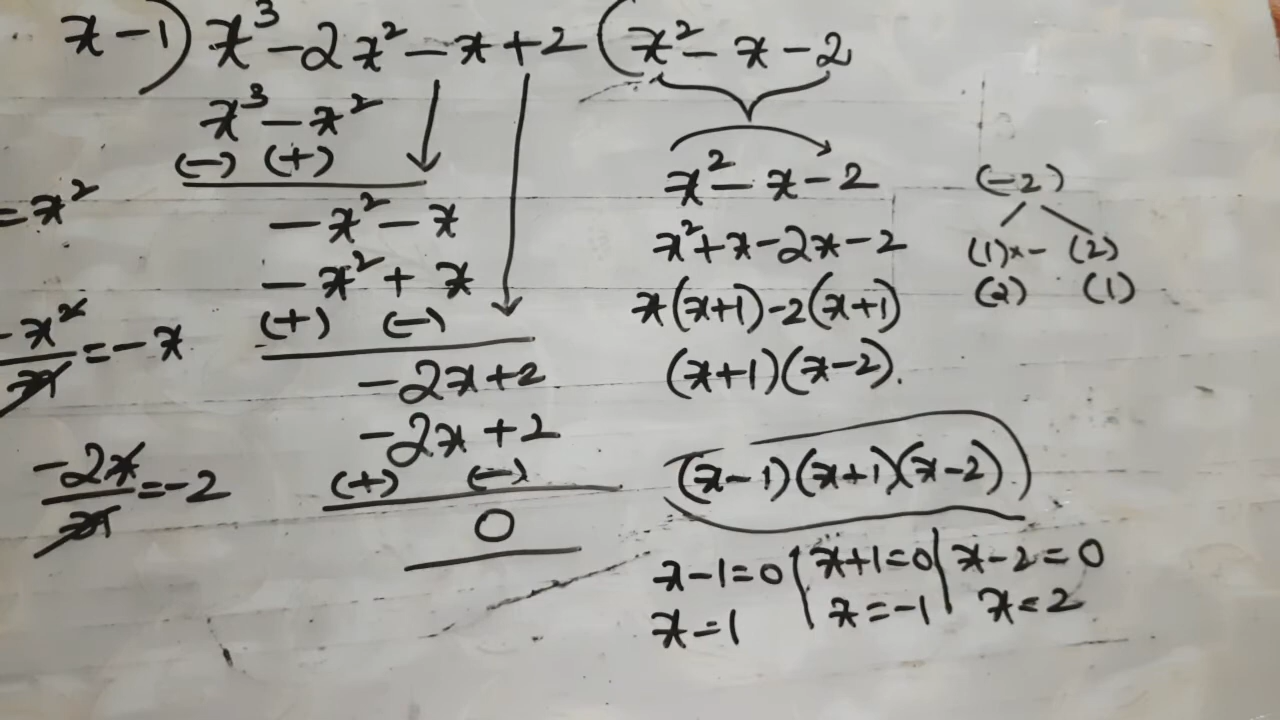 x-1) x³-2x²-x+2 (x²-x-2
x³-x²
(-) (+)
=x²
-x²-x
-x²+x
(+) (-)
-x²/x=-x
-2x+2
-2x+2
(+) (-)
-2x/x=-2
0
x²-x-2
x²+x-2x-2
x(x+1)-2(x+1)
(x+1)(x-2).
(-2)
(1)x- (2)
(2) (1)
(x-1)(x+1)(x-2)
x-1=0 | x+1=0 | x-2=0
x=1 | x=-1 | x=2